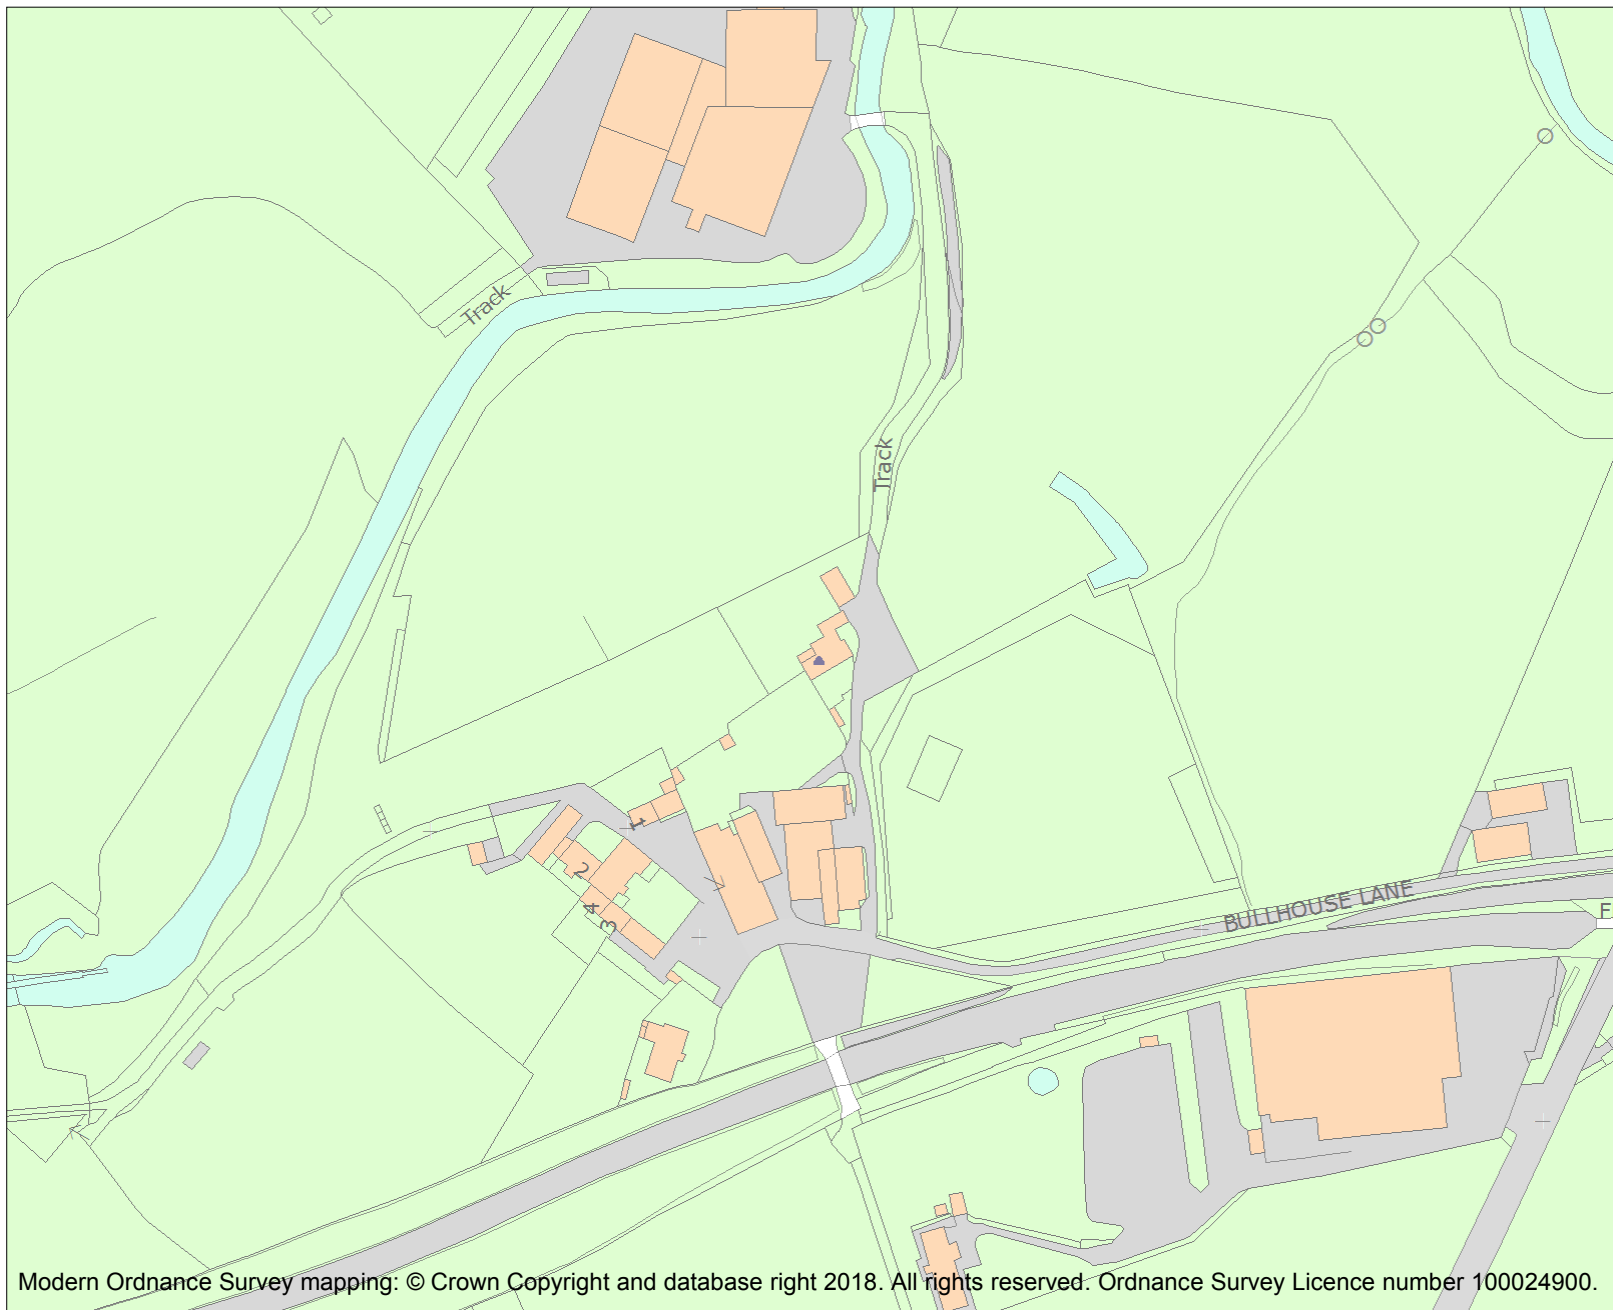 Track
Track
1
2
4
3
BULLHOUSE LANE
F
Modern Ordnance Survey mapping: © Crown Copyright and database right 2018. All rights reserved. Ordnance Survey Licence number 100024900.